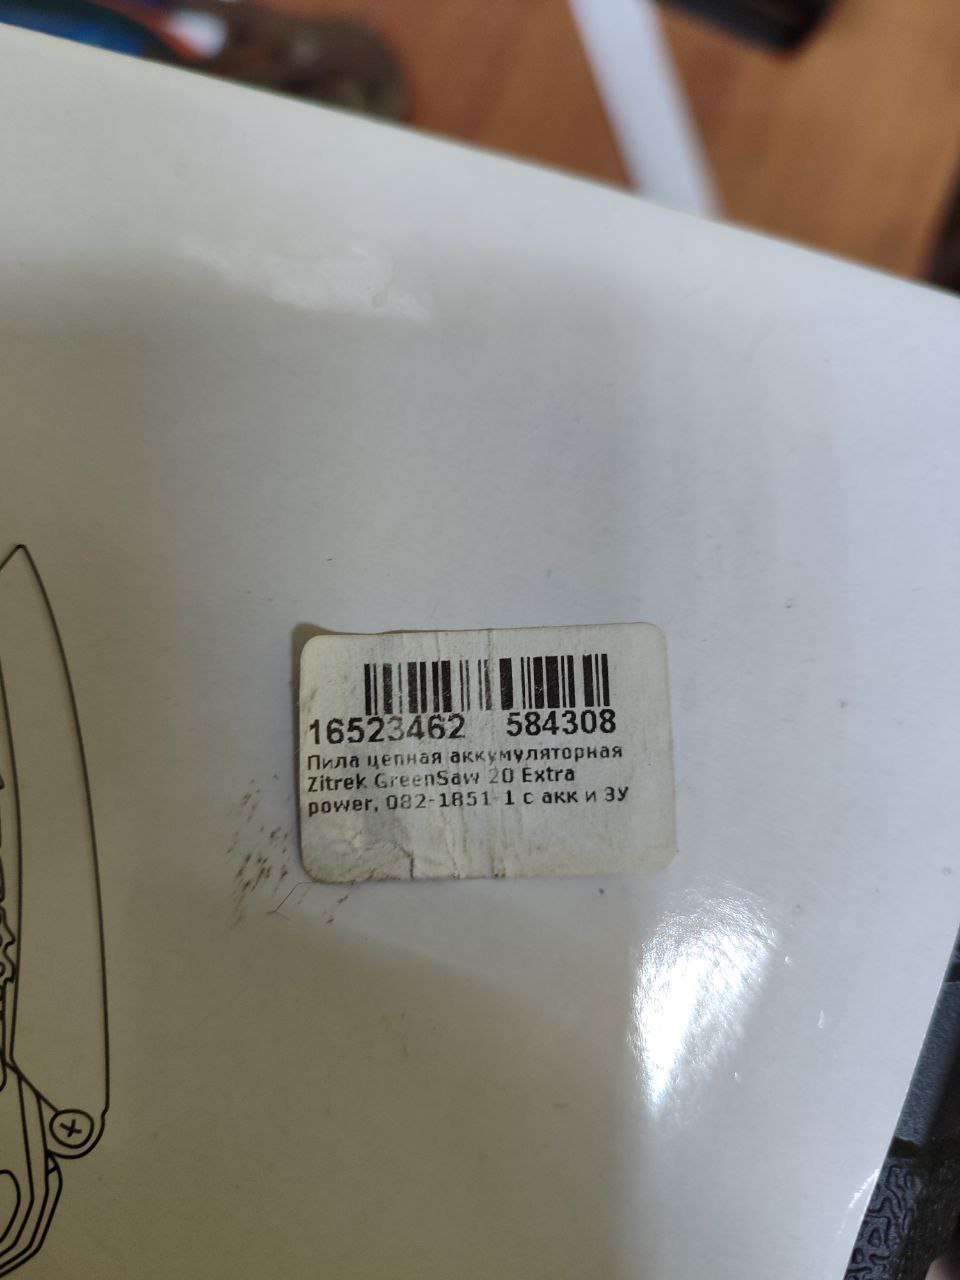 16523462 584308
Пила цепная аккумуляторная
Zitrek GreenSaw 20 Extra
power, 082-1851-1 с акк и ЗУ